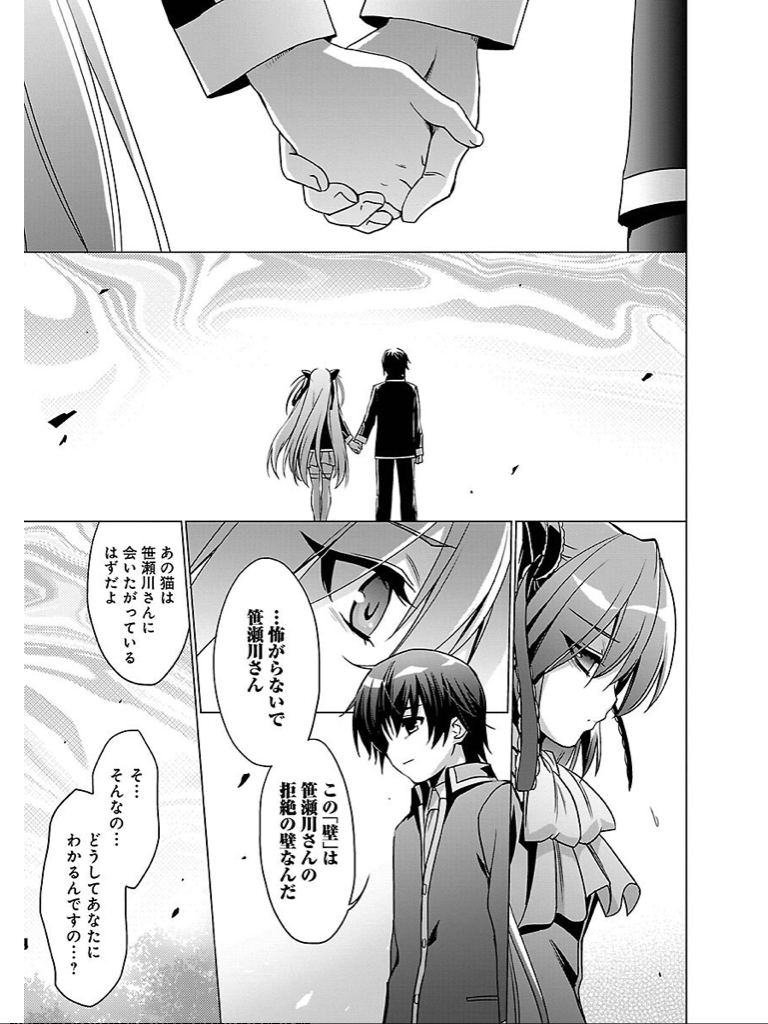 …怖がらないで
笹瀬川さん
この「壁」は
笹瀬川さんの
拒絶の壁なんだ
あの猫は
笹瀬川さんに
会いたがっている
はずだよ
そ…
そんなの…
どうしてあなたに
わかるんですの…?